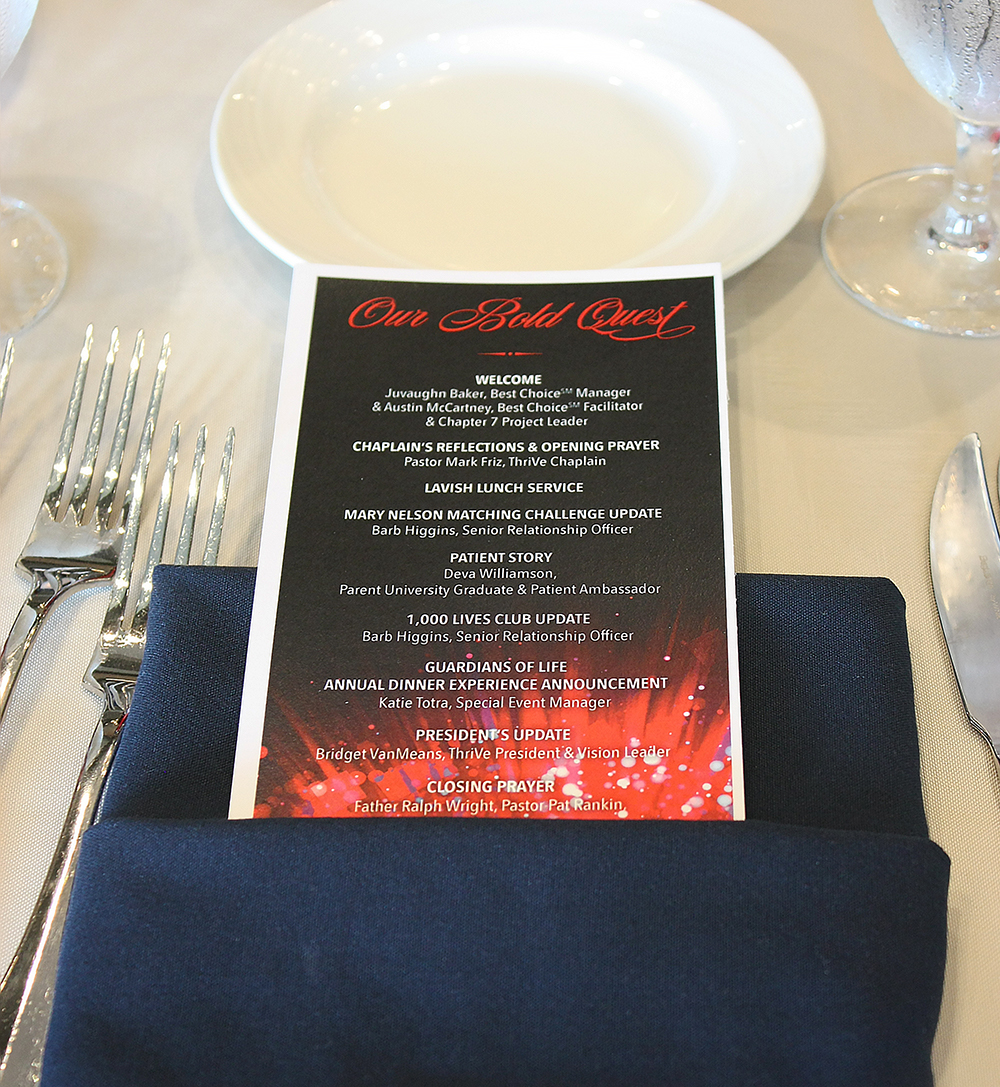 Our Bold Quest
WELCOME
Juvaughn Baker, Best Choice℠ Manager
& Austin McCartney, Best Choice℠ Facilitator
& Chapter 7 Project Leader
CHAPLAIN'S REFLECTIONS & OPENING PRAYER
Pastor Mark Friz, ThriVe Chaplain
LAVISH LUNCH SERVICE
MARY NELSON MATCHING CHALLENGE UPDATE
Barb Higgins, Senior Relationship Officer
PATIENT STORY
Deva Williamson,
Parent University Graduate & Patient Ambassador
1,000 LIVES CLUB UPDATE
Barb Higgins, Senior Relationship Officer
GUARDIANS OF LIFE
ANNUAL DINNER EXPERIENCE ANNOUNCEMENT
Katie Totra, Special Event Manager
PRESIDENT'S UPDATE
Bridget VanMeans, ThriVe President & Vision Leader
CLOSING PRAYER
Father Ralph Wright, Pastor Pat Rankin,